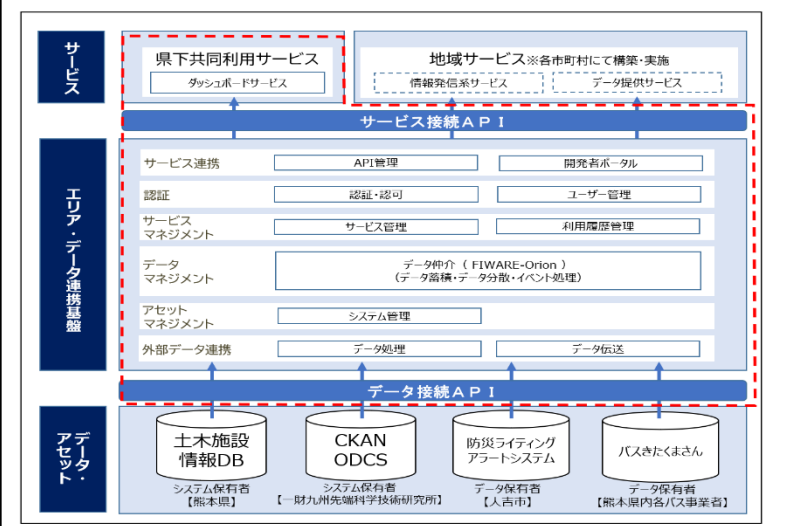 サービス
県下共同利用サービス
ダッシュボードサービス
地域サービス※各市町村にて構築・実施
情報発信系サービス
データ提供サービス
サービス接続API
エリア・データ連携基盤
サービス連携
API管理
開発者ポータル
認証
認証・認可
ユーザー管理
サービス
マネジメント
サービス管理
利用履歴管理
データ
マネジメント
データ仲介（FIWARE-Orion）
（データ蓄積・データ分散・イベント処理）
アセット
マネジメント
システム管理
外部データ連携
データ処理
データ伝送
データ接続API
データ・
アセット
土木施設
情報DB
システム保有者
【熊本県】
CKAN
ODCS
システム保有者
【一財九州先端科学技術研究所】
防災ライティング
アラートシステム
データ保有者
【人吉市】
バスきたくまさん
データ保有者
【熊本県内各バス事業者】